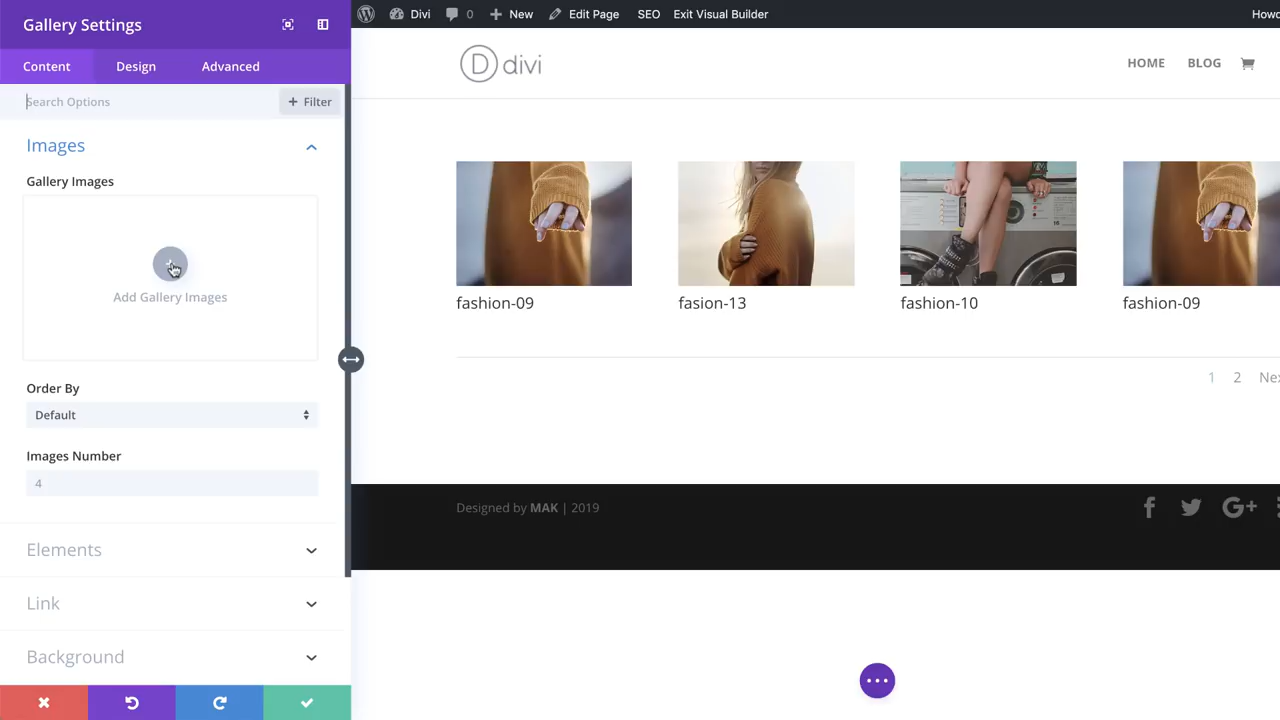 Gallery Settings
Content Design Advanced
Search Options
+ Filter
Images
Gallery Images
Add Gallery Images
Order By
Default
Images Number
4
Elements
Link
Background
Divi 0 New Edit Page SEO Exit Visual Builder Howd
D divi
HOME BLOG
fashion-09 fasion-13 fashion-10 fashion-09
1 2 Nex
Designed by MAK | 2019